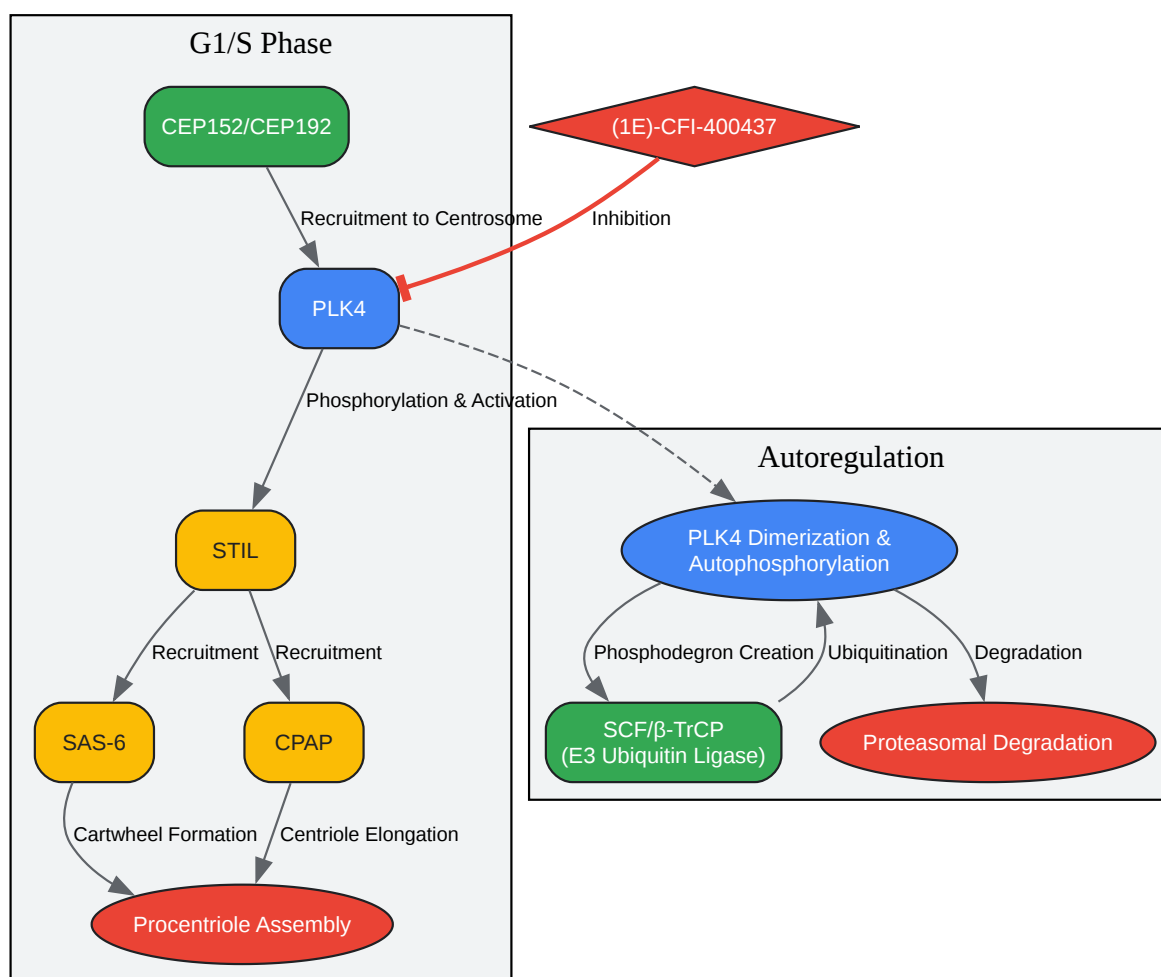 G1/S Phase
CEP152/CEP192
(1E)-CFI-400437
Recruitment to Centrosome
Inhibition
PLK4
Phosphorylation & Activation
Autoregulation
PLK4 Dimerization &
Autophosphorylation
STIL
Recruitment
Recruitment
Phosphodegron Creation
Ubiquitination
Degradation
SAS-6
CPAP
SCF/β-TrCP
(E3 Ubiquitin Ligase)
Proteasomal Degradation
Cartwheel Formation
Centriole Elongation
Procentriole Assembly